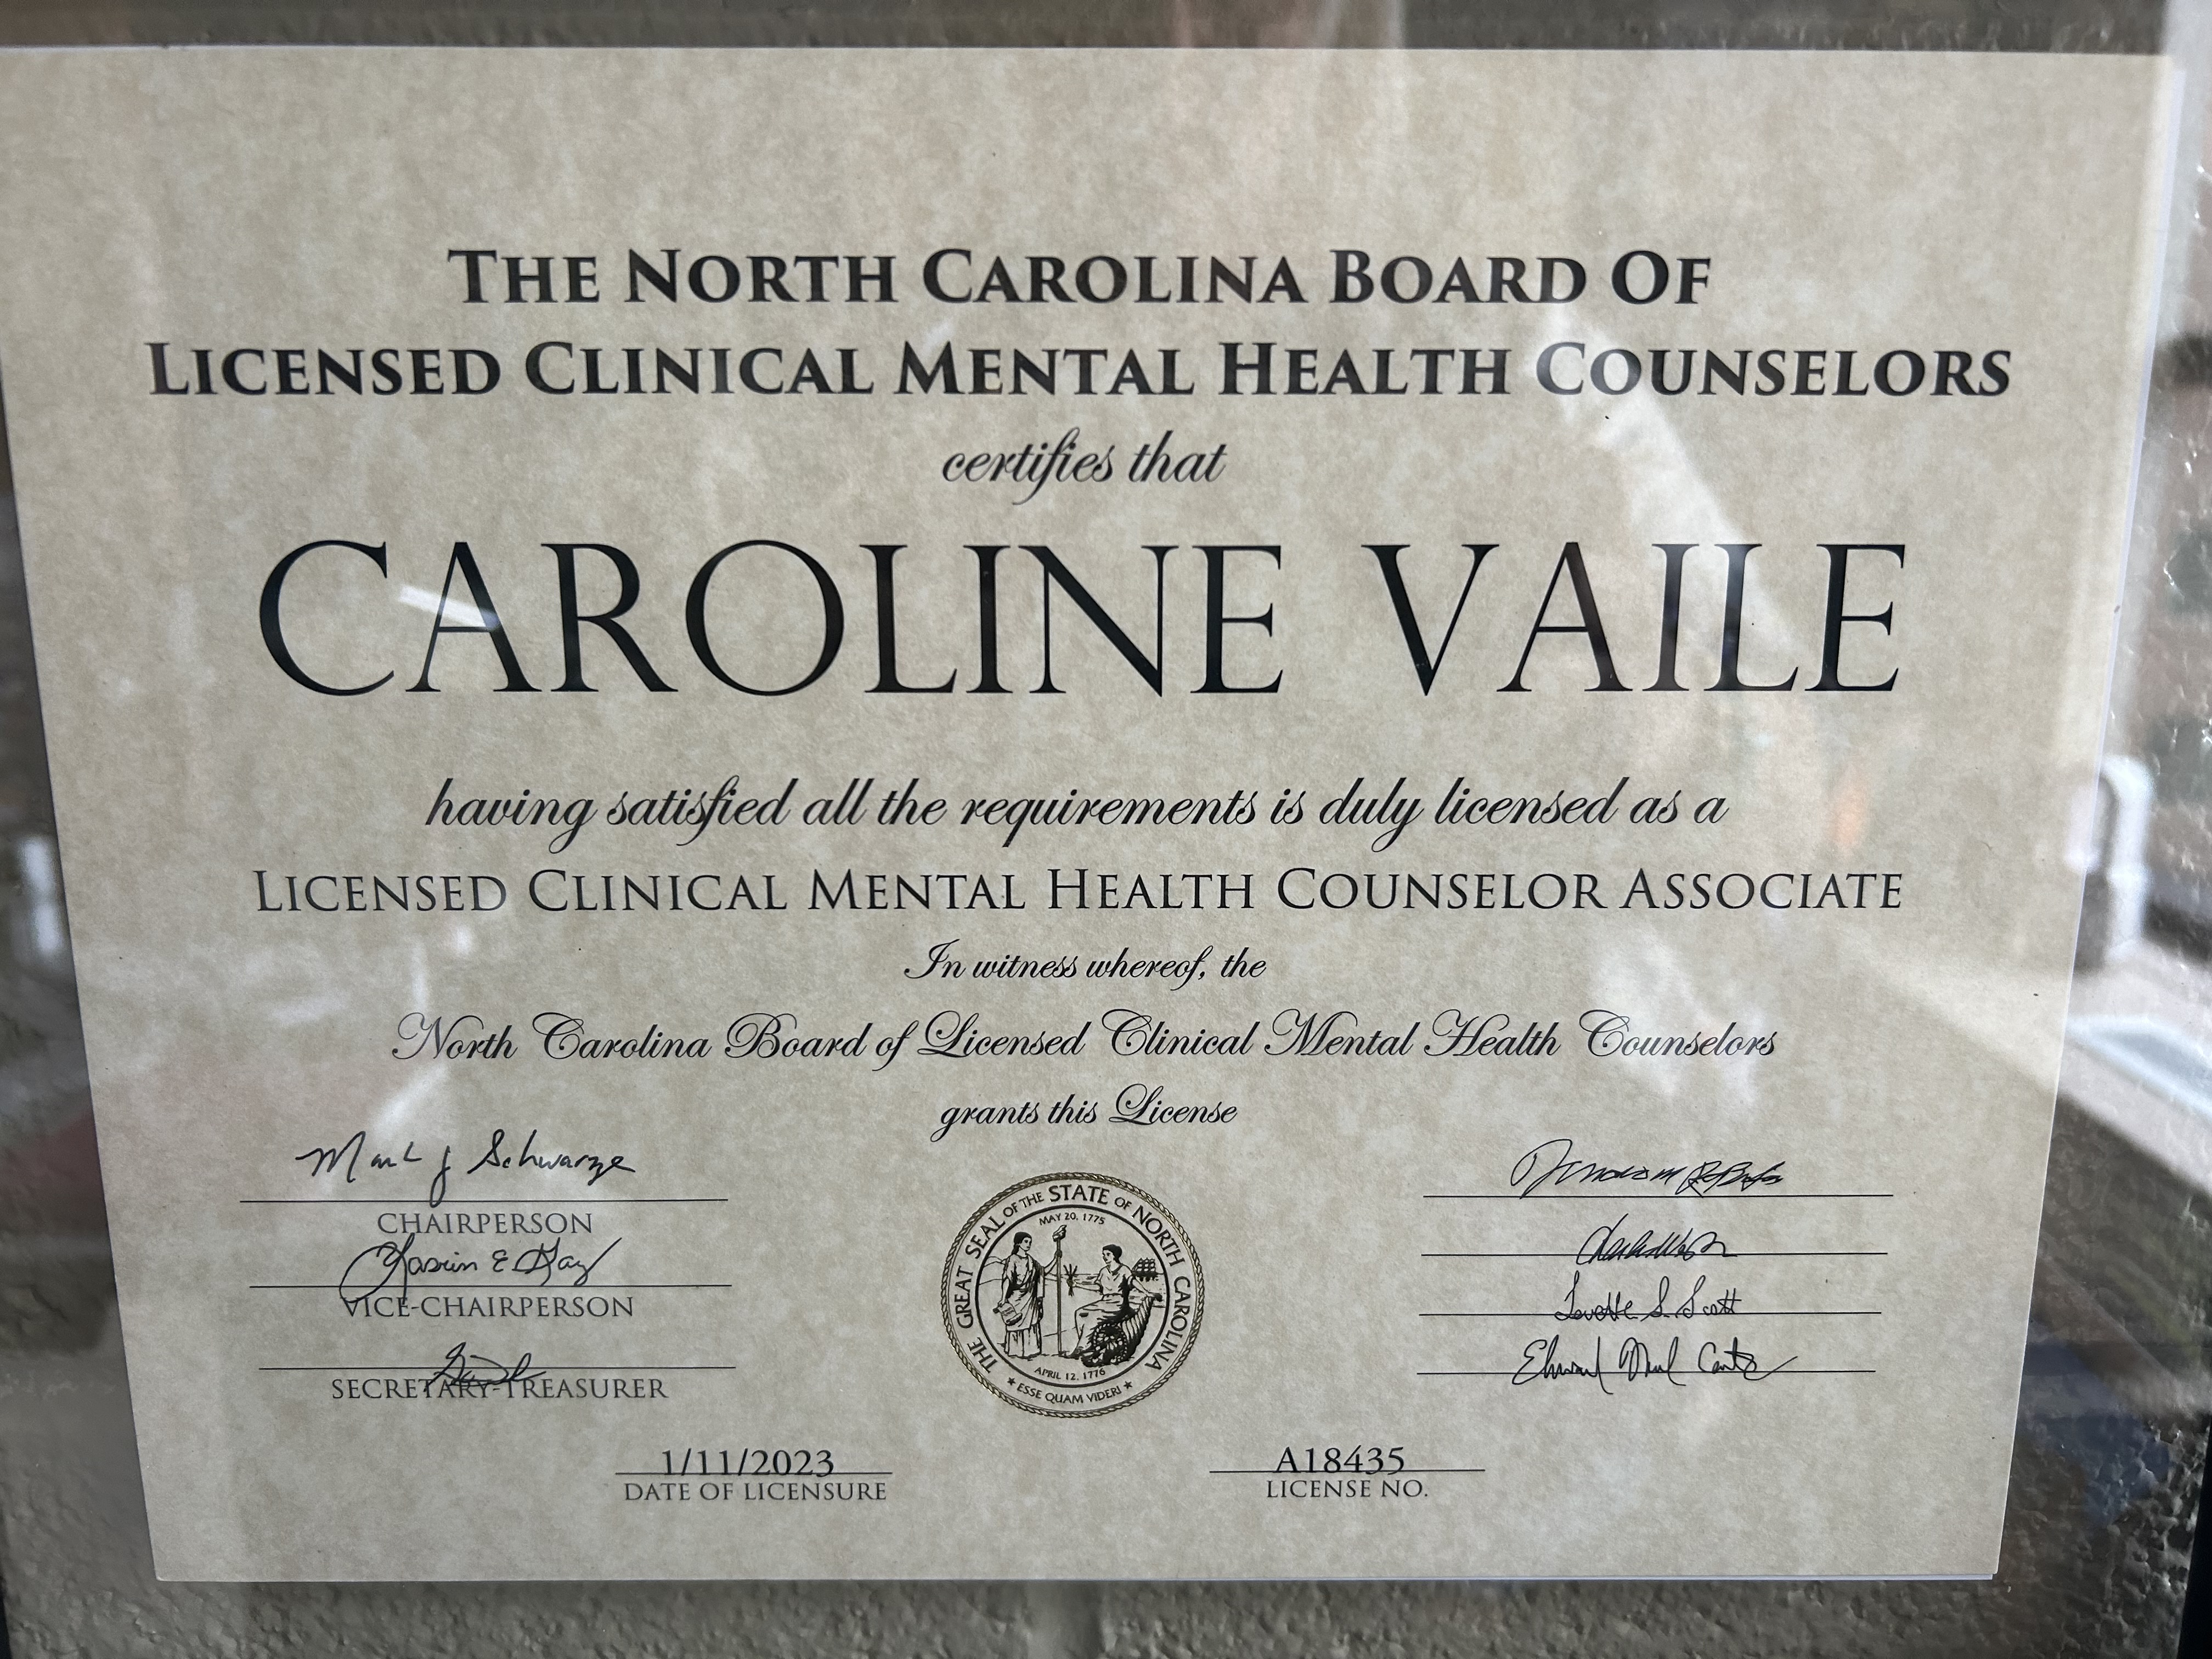 THE NORTH CAROLINA BOARD OF
LICENSED CLINICAL MENTAL HEALTH COUNSELORS
certifies that
CAROLINE VAILE
having satisfied all the requirements is duly licensed as a
LICENSED CLINICAL MENTAL HEALTH COUNSELOR ASSOCIATE
In witness whereof, the
North Carolina Board of Licensed Clinical Mental Health Counselors
grants this License
Mark J Schwarze
CHAIRPERSON
VICE-CHAIRPERSON
SECRETARY-TREASURER
THE GREAT SEAL OF THE STATE OF NORTH CAROLINA
MAY 20, 1775
APRIL 12, 1776
★ ESSE QUAM VIDERI ★
Lovette S. Scott
1/11/2023
DATE OF LICENSURE
A18435
LICENSE NO.